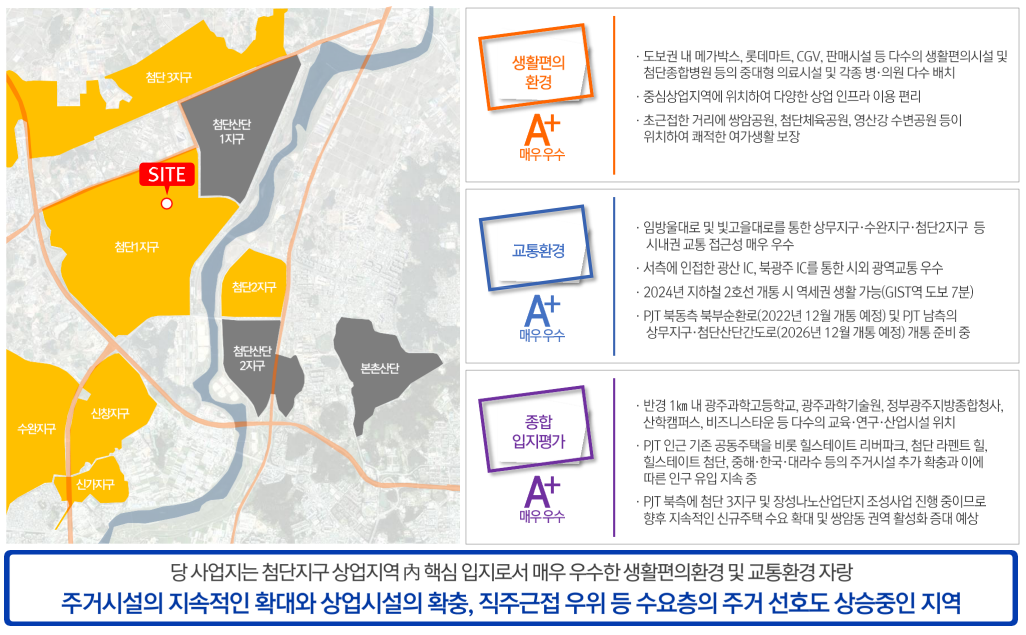 첨단 3지구
첨단산단
1지구
SITE
첨단1지구
첨단2지구
첨단산단
2지구
본촌산단
신창지구
수완지구
신가지구
생활편의
환경
A+
매우 우수
· 도보권 내 메가박스, 롯데마트, CGV, 판매시설 등 다수의 생활편의시설 및
첨단종합병원 등의 중대형 의료시설 및 각종 병·의원 다수 배치
· 중심상업지역에 위치하여 다양한 상업 인프라 이용 편리
· 초근접한 거리에 쌍암공원, 첨단체육공원, 영산강 수변공원 등이
위치하여 쾌적한 여가생활 보장
교통환경
A+
매우 우수
· 임방울대로 및 빛고을대로를 통한 상무지구·수완지구·첨단2지구 등
시내권 교통 접근성 매우 우수
· 서측에 인접한 광산 IC, 북광주 IC를 통한 시외 광역교통 우수
· 2024년 지하철 2호선 개통 시 역세권 생활 가능(GIST역 도보 7분)
· PJT 북동측 북부순환로(2022년 12월 개통 예정) 및 PJT 남측의
상무지구·첨단산단간도로(2026년 12월 개통 예정) 개통 준비 중
종합
입지평가
A+
매우 우수
· 반경 1㎞ 내 광주과학고등학교, 광주과학기술원, 정부광주지방종합청사,
산학캠퍼스, 비즈니스타운 등 다수의 교육·연구·산업시설 위치
· PJT 인근 기존 공동주택을 비롯 힐스테이트 리버파크, 첨단 라펜트 힐,
힐스테이트 첨단, 중해·한국·대라수 등의 주거시설 추가 확충과 이에
따른 인구 유입 지속 중
· PJT 북측에 첨단 3지구 및 장성나노산업단지 조성사업 진행 중이므로
향후 지속적인 신규주택 수요 확대 및 쌍암동 권역 활성화 증대 예상
당 사업지는 첨단지구 상업지역 內 핵심 입지로서 매우 우수한 생활편의환경 및 교통환경 자랑
주거시설의 지속적인 확대와 상업시설의 확충, 직주근접 우위 등 수요층의 주거 선호도 상승중인 지역